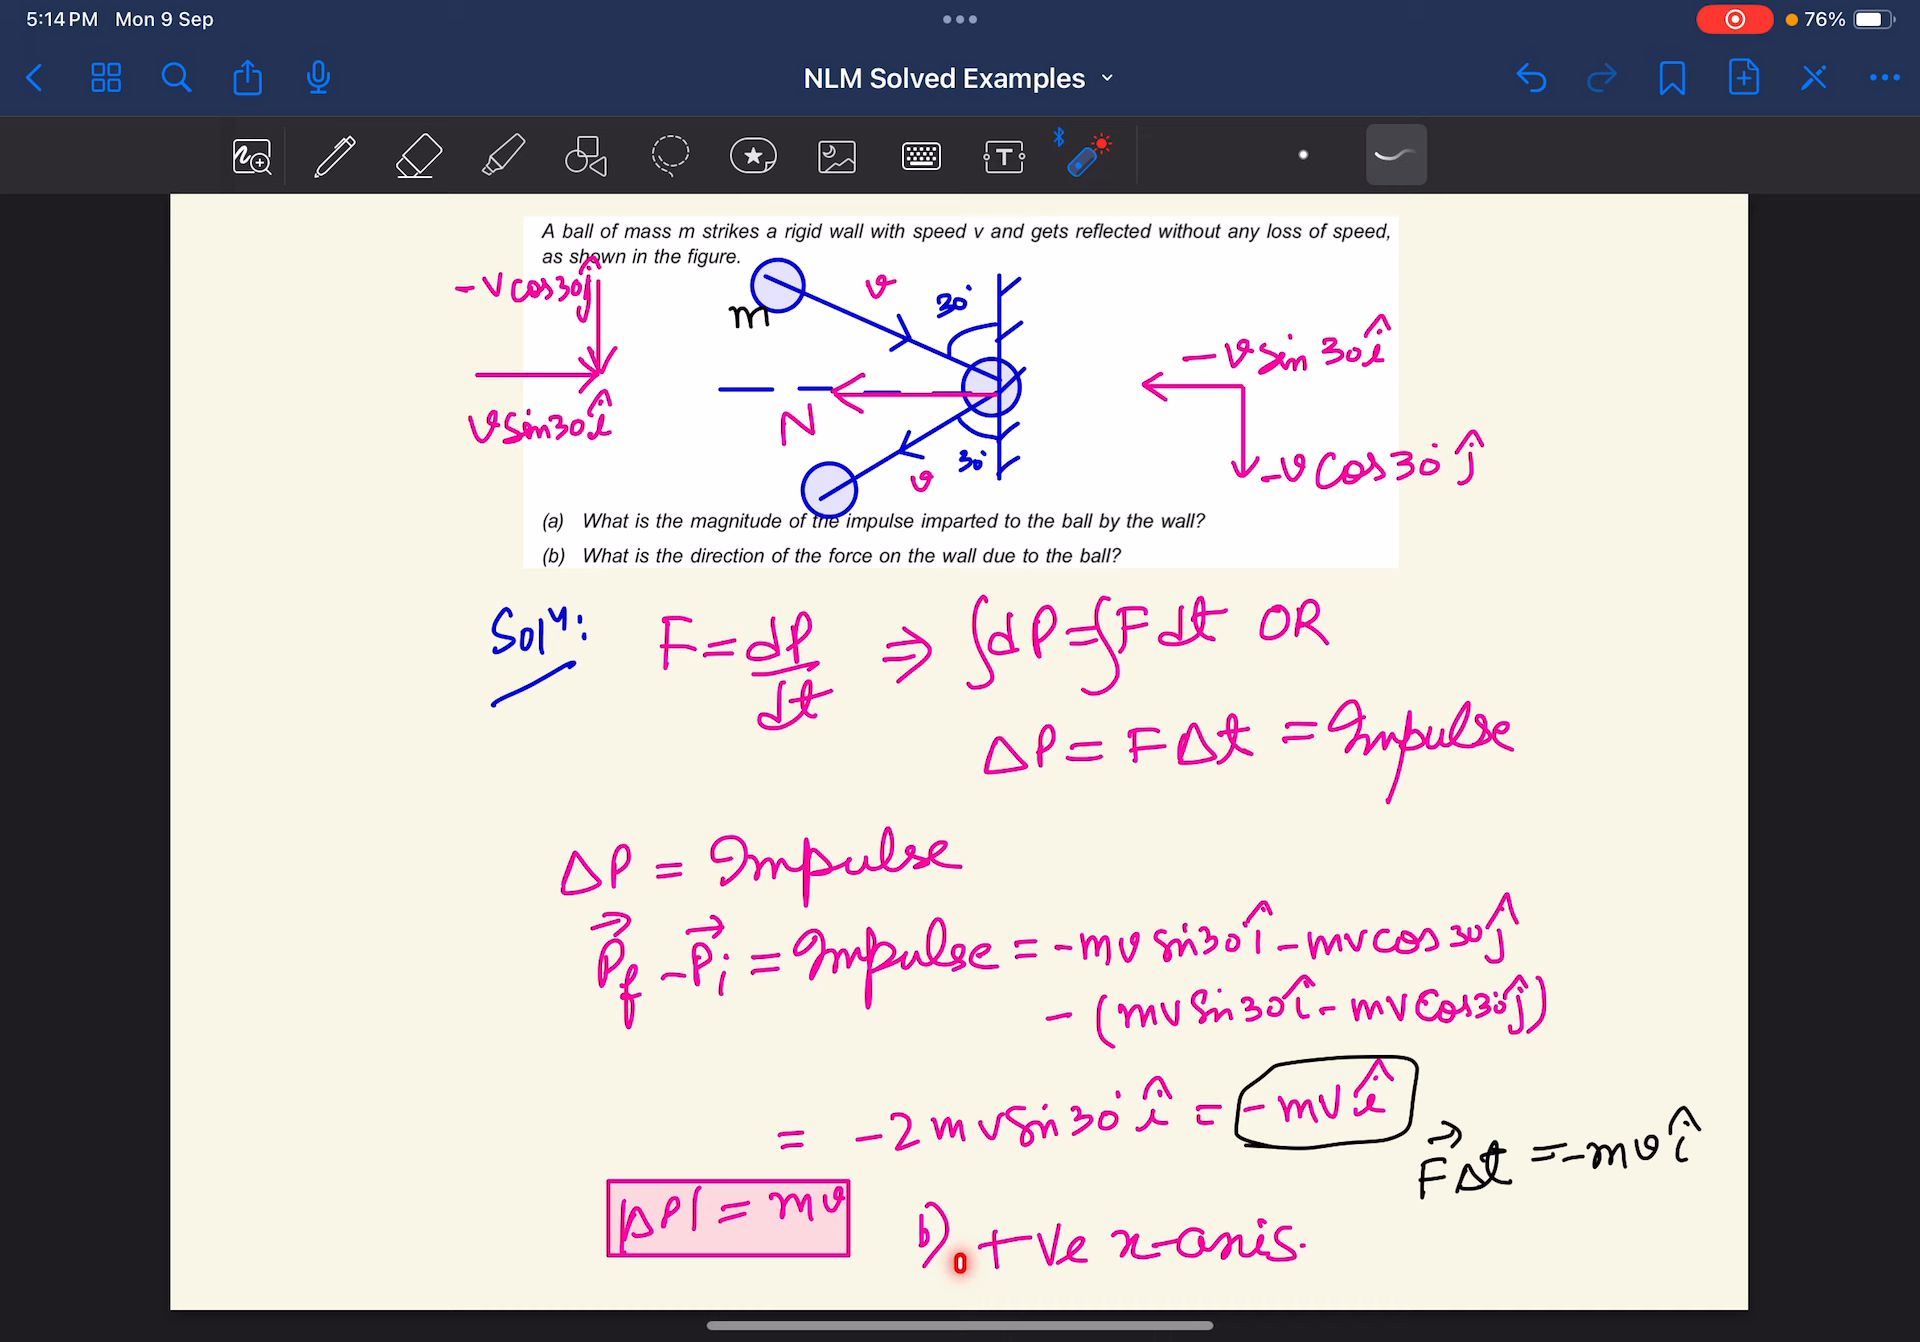 5:14 PM Mon 9 Sep
76%
NLM Solved Examples
A ball of mass m strikes a rigid wall with speed v and gets reflected without any loss of speed,
as shown in the figure.
-v cos30 ĵ
v sin30 î
m
v
30°
N
30°
v
-v sin 30 î
-v cos 30° ĵ
(a) What is the magnitude of the impulse imparted to the ball by the wall?
(b) What is the direction of the force on the wall due to the ball?
Solⁿ:
F = dP/dt ⇒ ∫dP = ∫F dt OR
ΔP = FΔt = Impulse
ΔP = Impulse
P⃗f - P⃗i = Impulse = -mv sin30 î - mv cos 30 ĵ
- (mv sin30 î - mv cos30 ĵ)
= -2mv sin30° î = -mv î
F⃗Δt = -mv î
|ΔP| = mv
b) +ve x-axis.